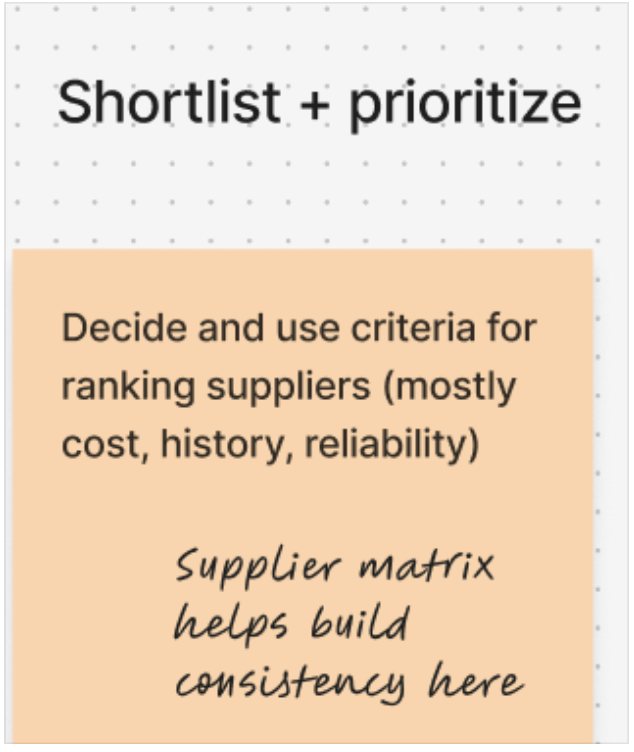 Shortlist + prioritize
Decide and use criteria for
ranking suppliers (mostly
cost, history, reliability)
Supplier matrix
helps build
consistency here